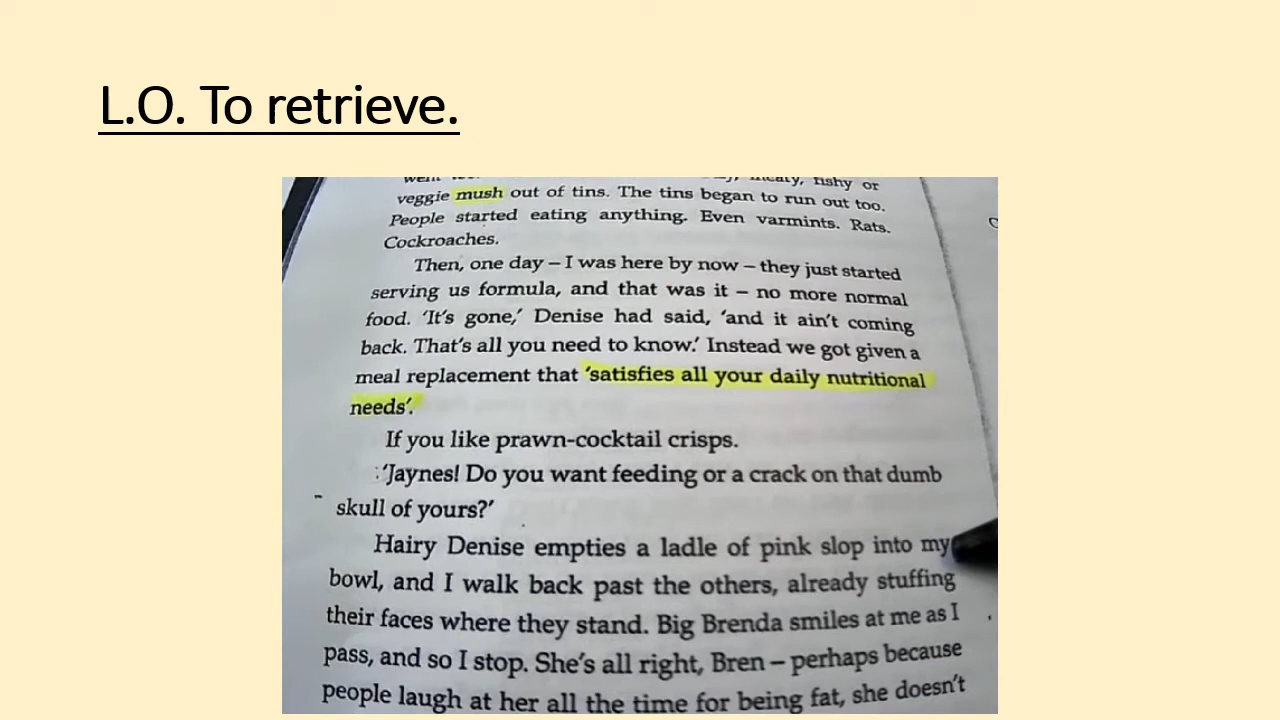 L.O. To retrieve.
fishy or
veggie mush out of tins. The tins began to run out too.
People started eating anything. Even varmints. Rats.
Cockroaches.
Then, one day – I was here by now – they just started
serving us formula, and that was it – no more normal
food. ‘It’s gone,’ Denise had said, ‘and it ain’t coming
back. That’s all you need to know.’ Instead we got given a
meal replacement that ‘satisfies all your daily nutritional
needs’.
If you like prawn-cocktail crisps.
‘Jaynes! Do you want feeding or a crack on that dumb
skull of yours?’
Hairy Denise empties a ladle of pink slop into my
bowl, and I walk back past the others, already stuffing
their faces where they stand. Big Brenda smiles at me as I
pass, and so I stop. She’s all right, Bren – perhaps because
people laugh at her all the time for being fat, she doesn’t